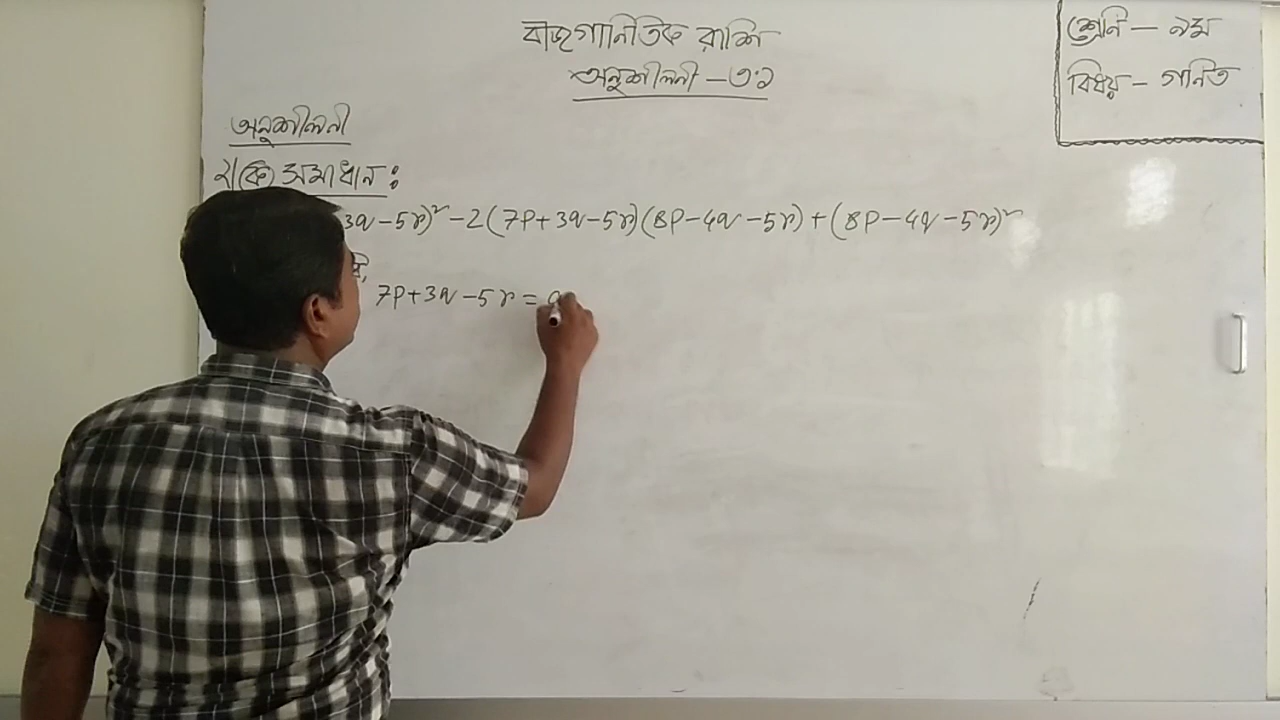 বীজগানিতিক রাশি
অনুশীলনী – ৩.১
শ্রেনি – ৯ম
বিষয় – গনিত
অনুশীলনী
২। (ক) সমাধান :
3q – 5r)² – 2(7p + 3q – 5r)(8p – 4q – 5r) + (8p – 4q – 5r)²
7p + 3q – 5r =